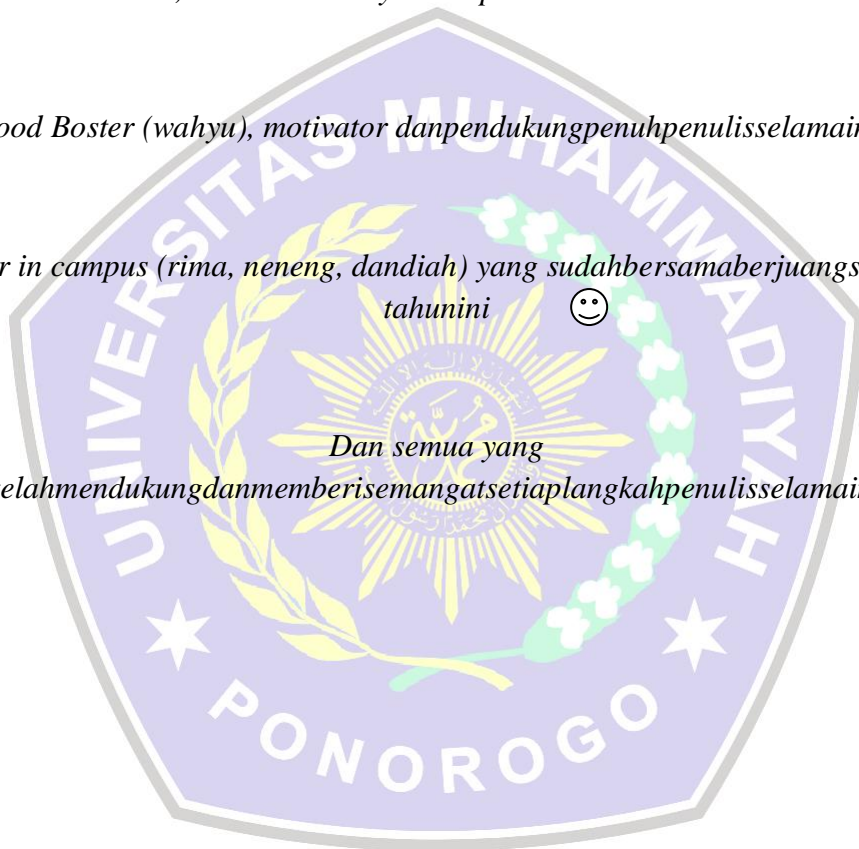 ood Boster (wahyu), motivator danpendukungpenuhpenulisselamain
r in campus (rima, neneng, dandiah) yang sudahbersamaberjuangs
tahunini
Dan semua yang
elahmendukungdanmemberisemangatsetiaplangkahpenulisselamai
UNIVERSITAS MUHAMMADIYAH
PONOROGO